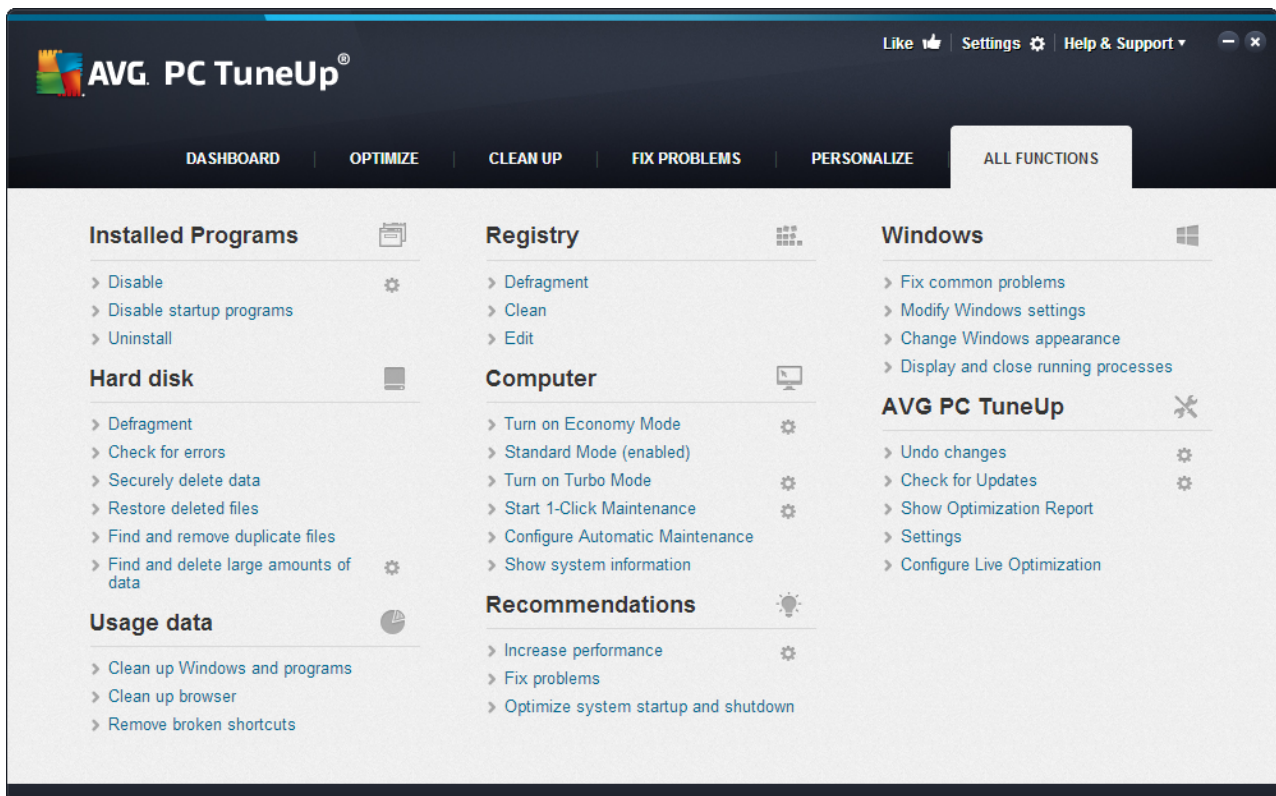 Like Settings Help & Support
AVG. PC TuneUp®
DASHBOARD OPTIMIZE CLEAN UP FIX PROBLEMS PERSONALIZE ALL FUNCTIONS
Installed Programs
Disable
Disable startup programs
Uninstall
Hard disk
Defragment
Check for errors
Securely delete data
Restore deleted files
Find and remove duplicate files
Find and delete large amounts of
data
Usage data
Clean up Windows and programs
Clean up browser
Remove broken shortcuts
Registry
Defragment
Clean
Edit
Computer
Turn on Economy Mode
Standard Mode (enabled)
Turn on Turbo Mode
Start 1-Click Maintenance
Configure Automatic Maintenance
Show system information
Recommendations
Increase performance
Fix problems
Optimize system startup and shutdown
Windows
Fix common problems
Modify Windows settings
Change Windows appearance
Display and close running processes
AVG PC TuneUp
Undo changes
Check for Updates
Show Optimization Report
Settings
Configure Live Optimization